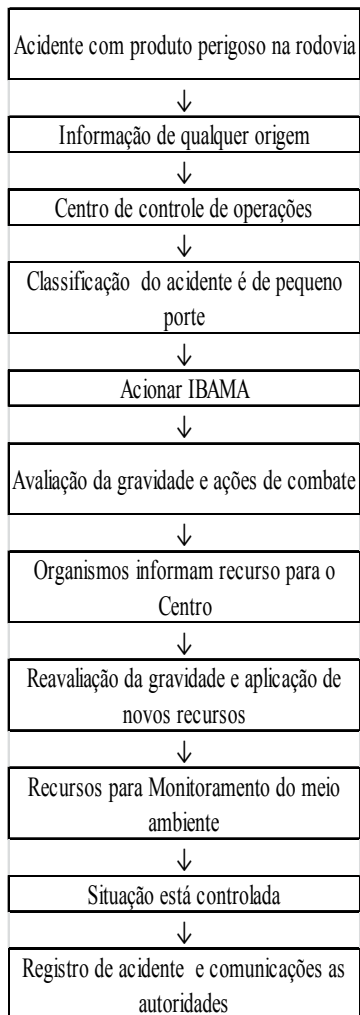 Acidente com produto perigoso na rodovia
↓
Informação de qualquer origem
↓
Centro de controle de operações
↓
Classificação do acidente é de pequeno
porte
↓
Acionar IBAMA
↓
Avaliação da gravidade e ações de combate
↓
Organismos informam recurso para o
Centro
↓
Reavaliação da gravidade e aplicação de
novos recursos
↓
Recursos para Monitoramento do meio
ambiente
↓
Situação está controlada
↓
Registro de acidente e comunicações as
autoridades